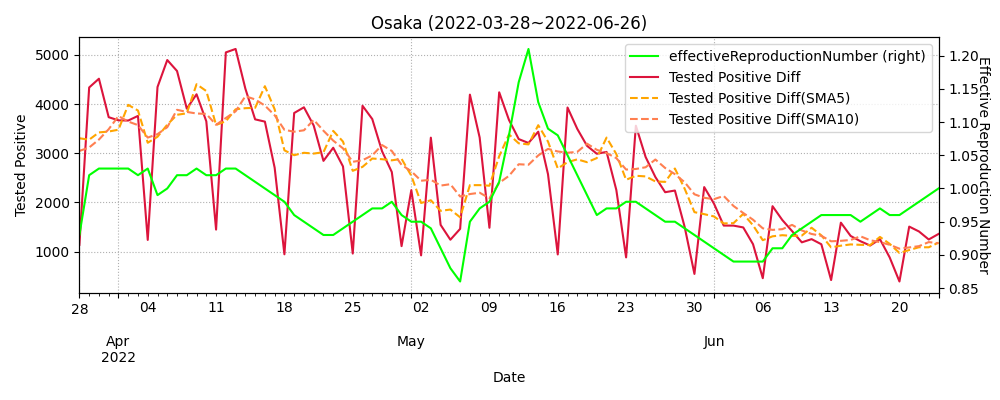 Osaka (2022-03-28~2022-06-26)
effectiveReproductionNumber (right)
Tested Positive Diff
Tested Positive Diff(SMA5)
Tested Positive Diff(SMA10)
Tested Positive
5000
4000
3000
2000
1000
Effective Reproduction Number
1.20
1.15
1.10
1.05
1.00
0.95
0.90
0.85
28 04 11 18 25 02 09 16 23 30 06 13 20
Apr May Jun
2022
Date